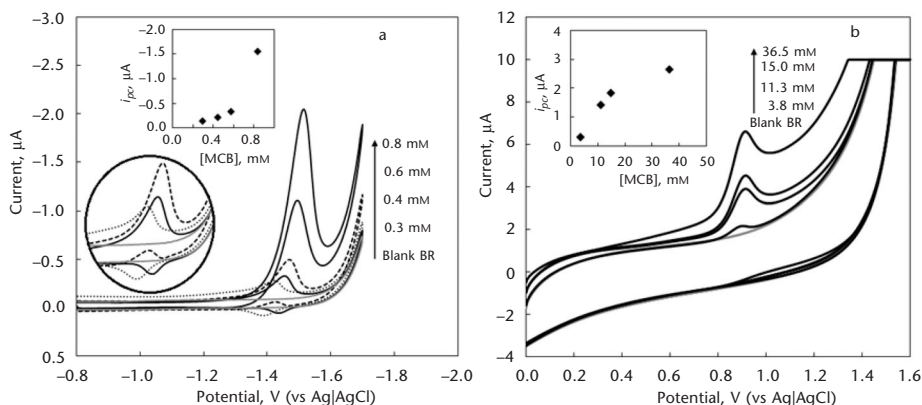 a
Current, μA
–3.0
–2.5
–2.0
–1.5
–1.0
–0.5
0.0
0.5
–0.8 –1.0 –1.2 –1.4 –1.6 –1.8 –2.0
Potential, V (vs Ag|AgCl)
ipc, μA
–2.0
–1.5
–1.0
–0.5
0.0
0 0.2 0.4 0.6 0.8 1.0
[MCB], mM
0.8 mM
0.6 mM
0.4 mM
0.3 mM
Blank BR
b
Current, μA
12
10
8
6
4
2
0
–2
–4
0.0 0.2 0.4 0.6 0.8 1.0 1.2 1.4 1.6
Potential, V (vs Ag|AgCl)
ipc, μA
4
3
2
1
0
0 10 20 30 40 50
[MCB], mM
36.5 mM
15.0 mM
11.3 mM
3.8 mM
Blank BR